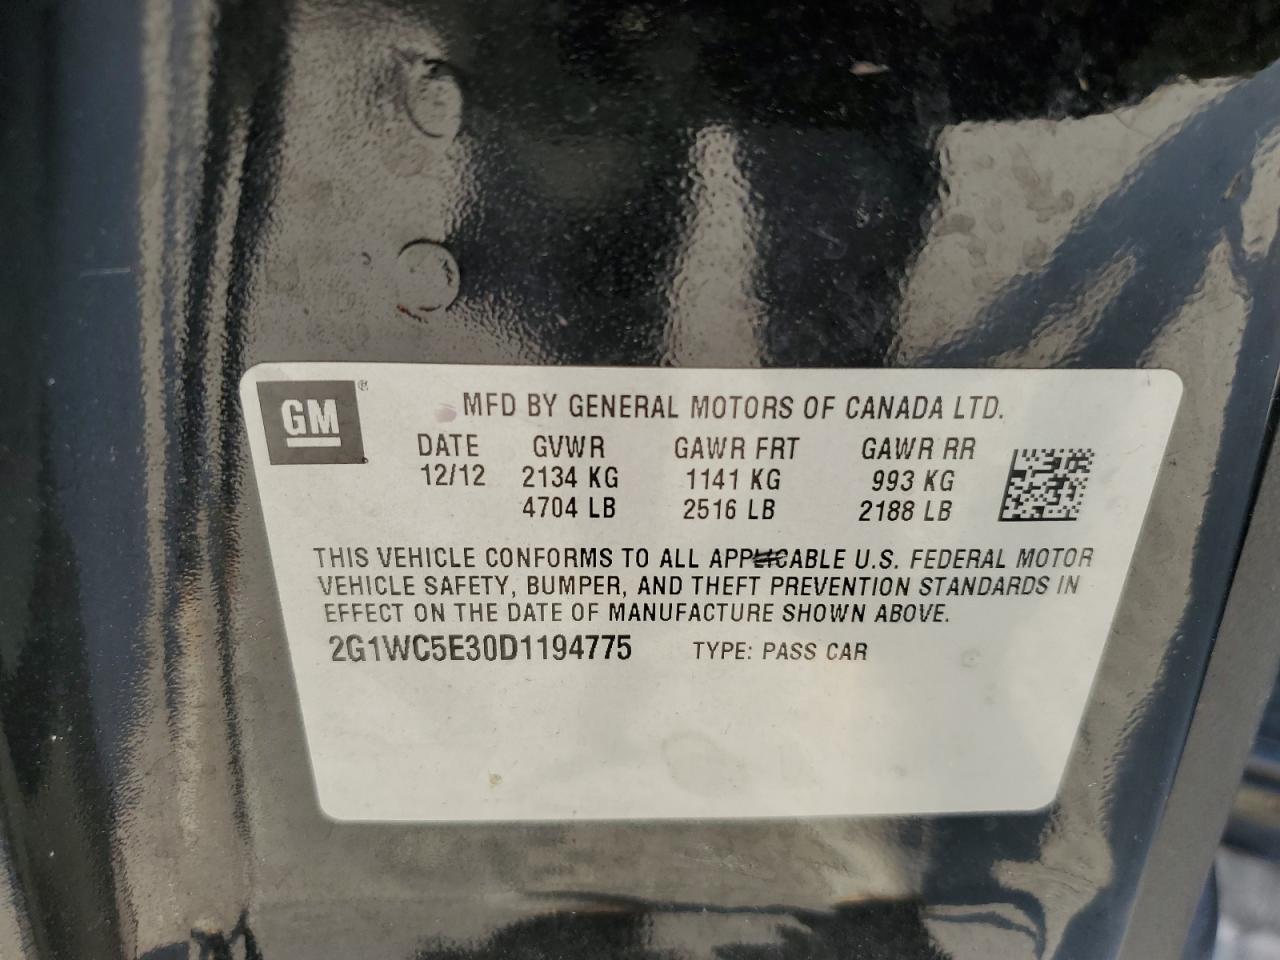 GM ®
MFD BY GENERAL MOTORS OF CANADA LTD.
DATE GVWR GAWR FRT GAWR RR
12/12 2134 KG 1141 KG 993 KG
4704 LB 2516 LB 2188 LB
THIS VEHICLE CONFORMS TO ALL APPLICABLE U.S. FEDERAL MOTOR
VEHICLE SAFETY, BUMPER, AND THEFT PREVENTION STANDARDS IN
EFFECT ON THE DATE OF MANUFACTURE SHOWN ABOVE.
2G1WC5E30D1194775 TYPE: PASS CAR